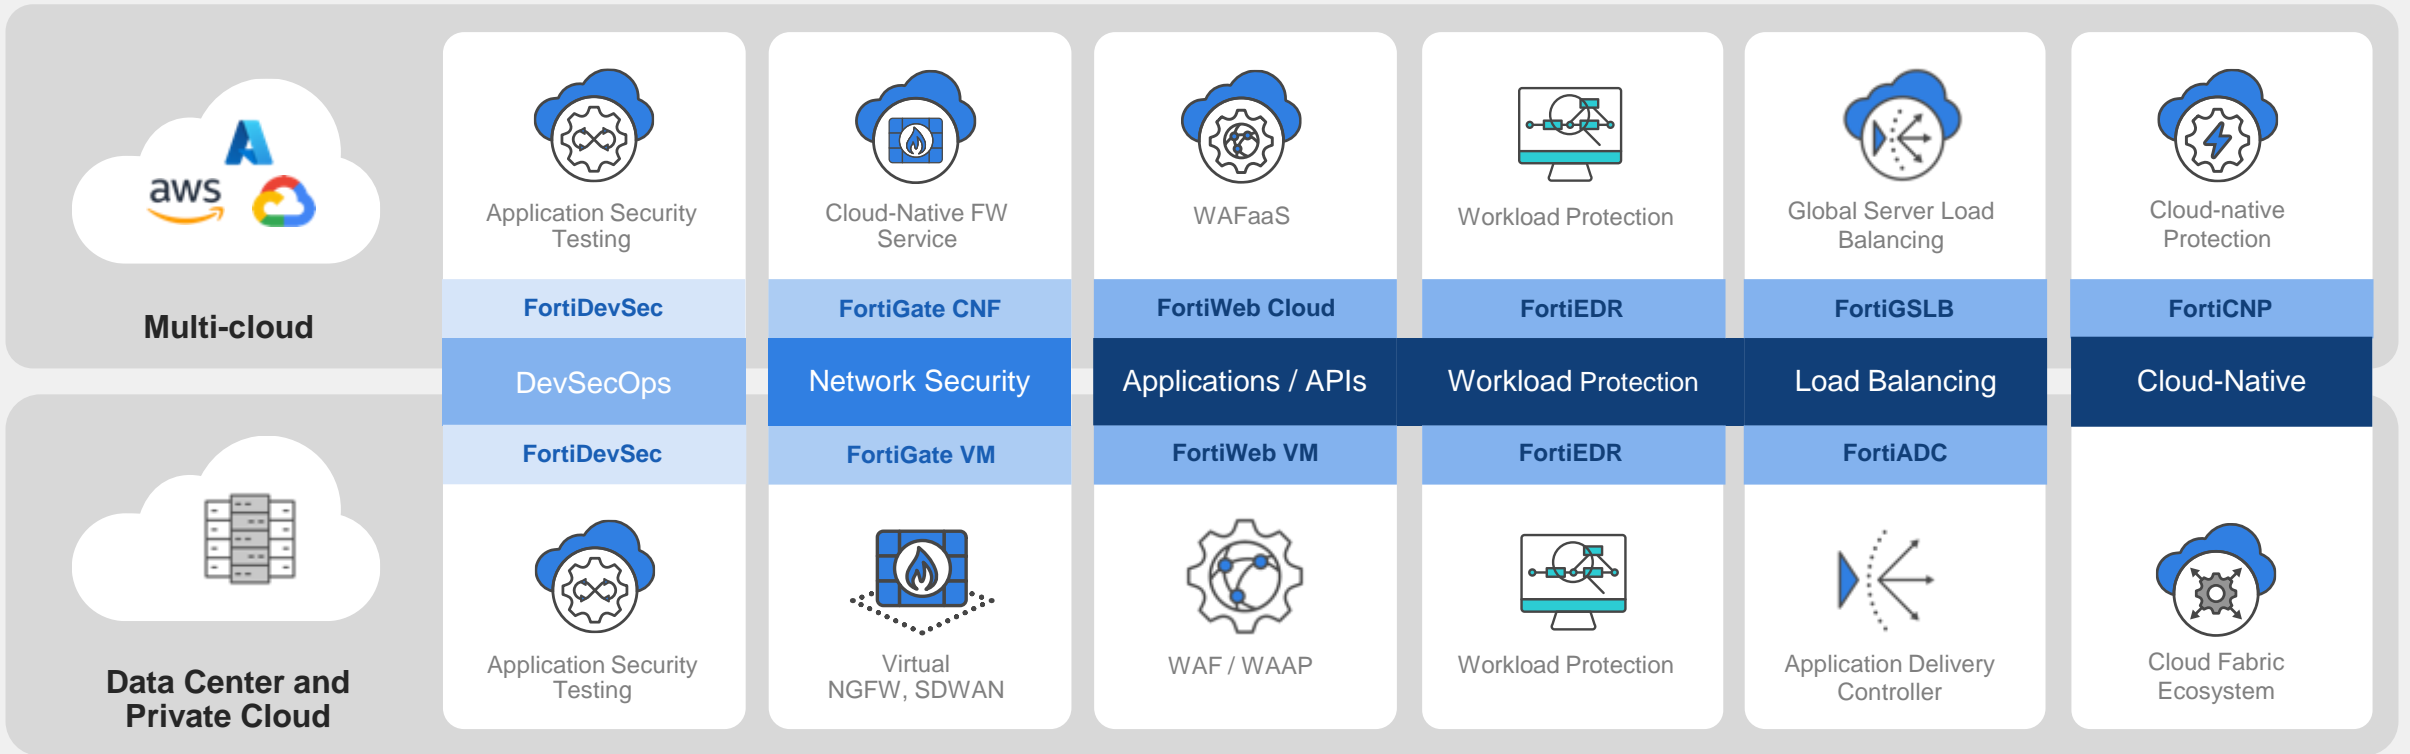 aws
Multi-cloud
Application Security
Testing
Cloud-Native FW
Service
WAFaaS
Workload Protection
Global Server Load
Balancing
Cloud-native
Protection
FortiDevSec
FortiGate CNF
FortiWeb Cloud
FortiEDR
FortiGSLB
FortiCNP
DevSecOps
Network Security
Applications / APIs
Workload Protection
Load Balancing
Cloud-Native
FortiDevSec
FortiGate VM
FortiWeb VM
FortiEDR
FortiADC
Data Center and
Private Cloud
Application Security
Testing
Virtual
NGFW, SDWAN
WAF / WAAP
Workload Protection
Application Delivery
Controller
Cloud Fabric
Ecosystem